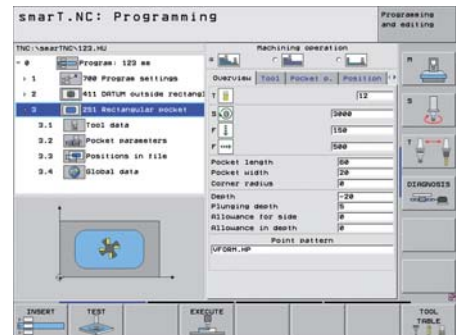 smarT.NC: Programming
Programming
and editing
TNC:\smarTNC\123.HU
0 Program: 123 mm
1 700 Program settings
2 411 DATUM outside rectangl
3 251 Rectangular pocket
3.1 Tool data
3.2 Pocket parameters
3.3 Positions in file
3.4 Global data
Machining operation
Overview Tool Pocket p. Position
T 12
S 3000
F 150
F 500
Pocket length 60
Pocket width 20
Corner radius 0
Depth -20
Plunging depth 5
Allowance for side 0
Allowance in depth 0
Point pattern
VFORM.HP
M
S
T
DIAGNOSIS
INSERT
TEST
EXECUTE
TOOL
TABLE